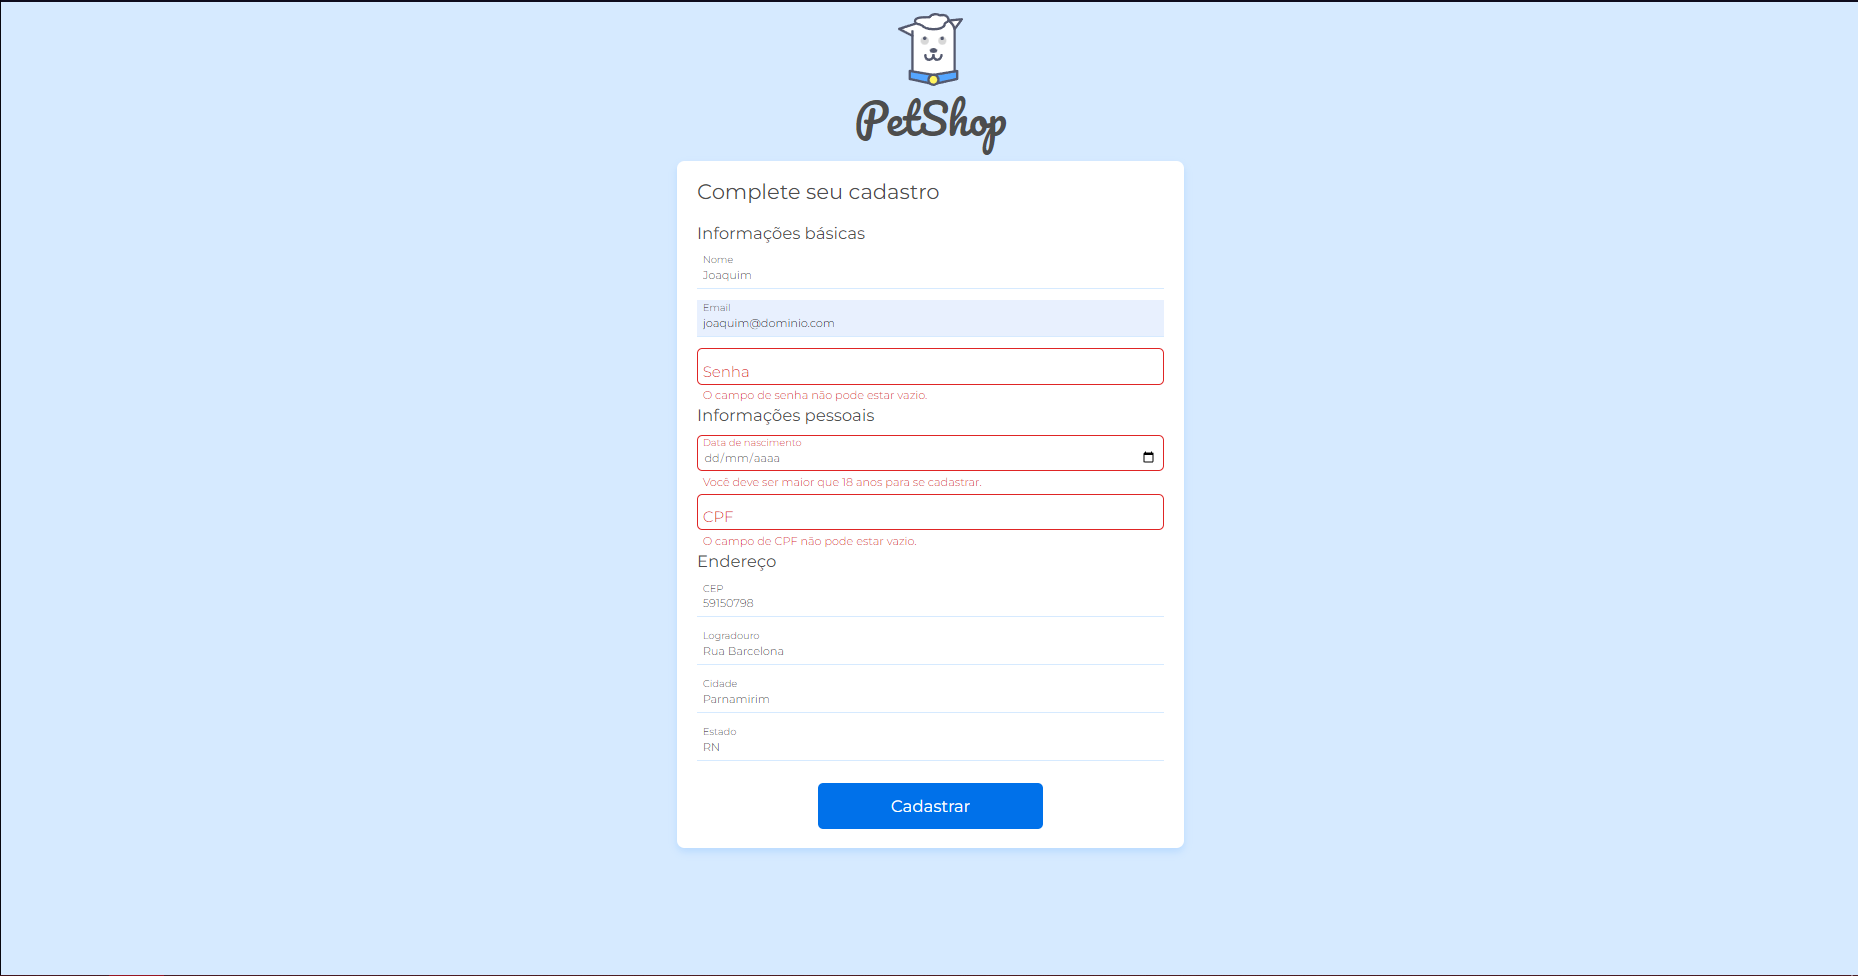 PetShop
Complete seu cadastro
Informações básicas
Nome
Joaquim
Email
joaquim@dominio.com
Senha
O campo de senha não pode estar vazio.
Informações pessoais
Data de nascimento
dd/mm/aaaa
Você deve ser maior que 18 anos para se cadastrar.
CPF
O campo de CPF não pode estar vazio.
Endereço
CEP
59150798
Logradouro
Rua Barcelona
Cidade
Parnamirim
Estado
RN
Cadastrar